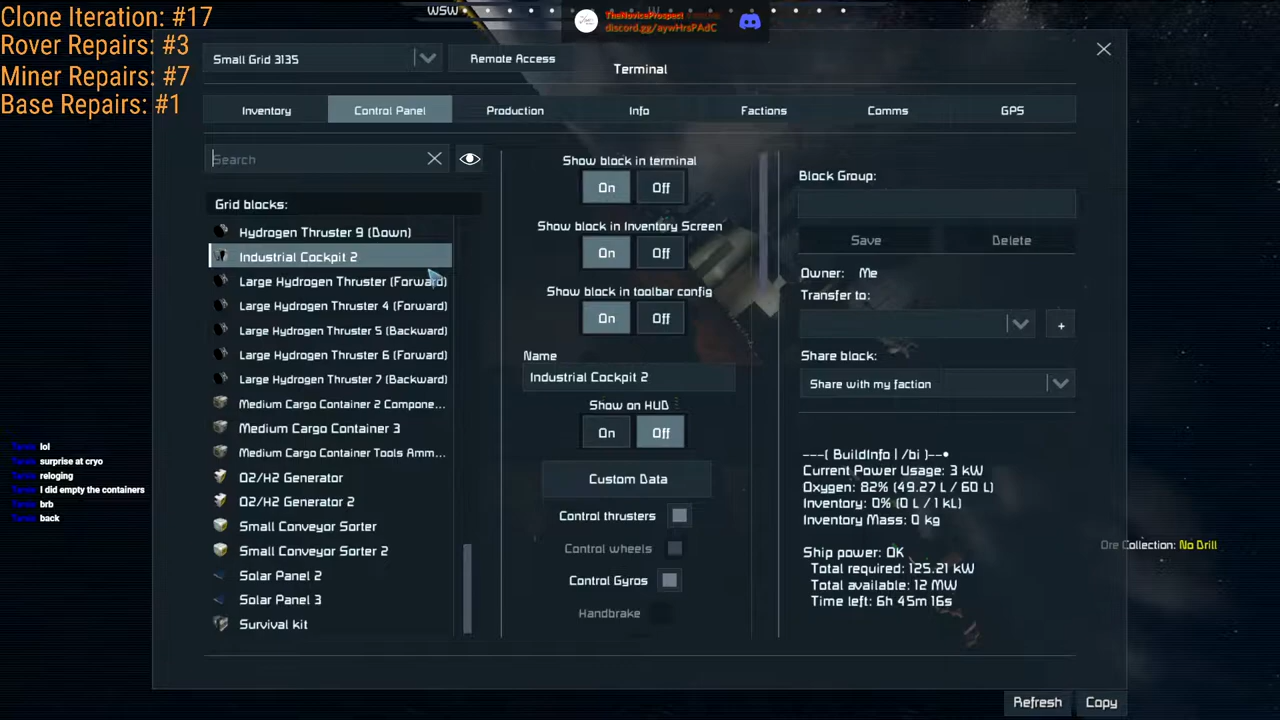 Clone Iteration: #17
Rover Repairs: #3
Miner Repairs: #7
Base Repairs: #1
WSW
W
TheNoviceProspect
discord.gg/aywHrsPAdC
Small Grid 3135
Remote Access
Terminal
Inventory
Control Panel
Production
Info
Factions
Comms
GPS
Search
Grid blocks:
Hydrogen Thruster 9 (Down)
Industrial Cockpit 2
Large Hydrogen Thruster (Forward)
Large Hydrogen Thruster 4 (Forward)
Large Hydrogen Thruster 5 (Backward)
Large Hydrogen Thruster 6 (Forward)
Large Hydrogen Thruster 7 (Backward)
Medium Cargo Container 2 Compone...
Medium Cargo Container 3
Medium Cargo Container Tools Amm...
O2/H2 Generator
O2/H2 Generator 2
Small Conveyor Sorter
Small Conveyor Sorter 2
Solar Panel 2
Solar Panel 3
Survival kit
Show block in terminal
On Off
Show block in Inventory Screen
On Off
Show block in toolbar config
On Off
Name
Industrial Cockpit 2
Show on HUD
On Off
Custom Data
Control thrusters
Control wheels
Control Gyros
Handbrake
Block Group:
Save
Delete
Owner: Me
Transfer to:
+
Share block:
Share with my faction
---( BuildInfo | /bi )--•
Current Power Usage: 3 kW
Oxygen: 82% (49.27 L / 60 L)
Inventory: 0% (0 L / 1 kL)
Inventory Mass: 0 kg
Ship power: OK
Total required: 125.21 kW
Total available: 12 MW
Time left: 6h 45m 16s
Ore Collection: No Drill
lol
surprise at cryo
reloging
I did empty the containers
brb
back
Refresh
Copy